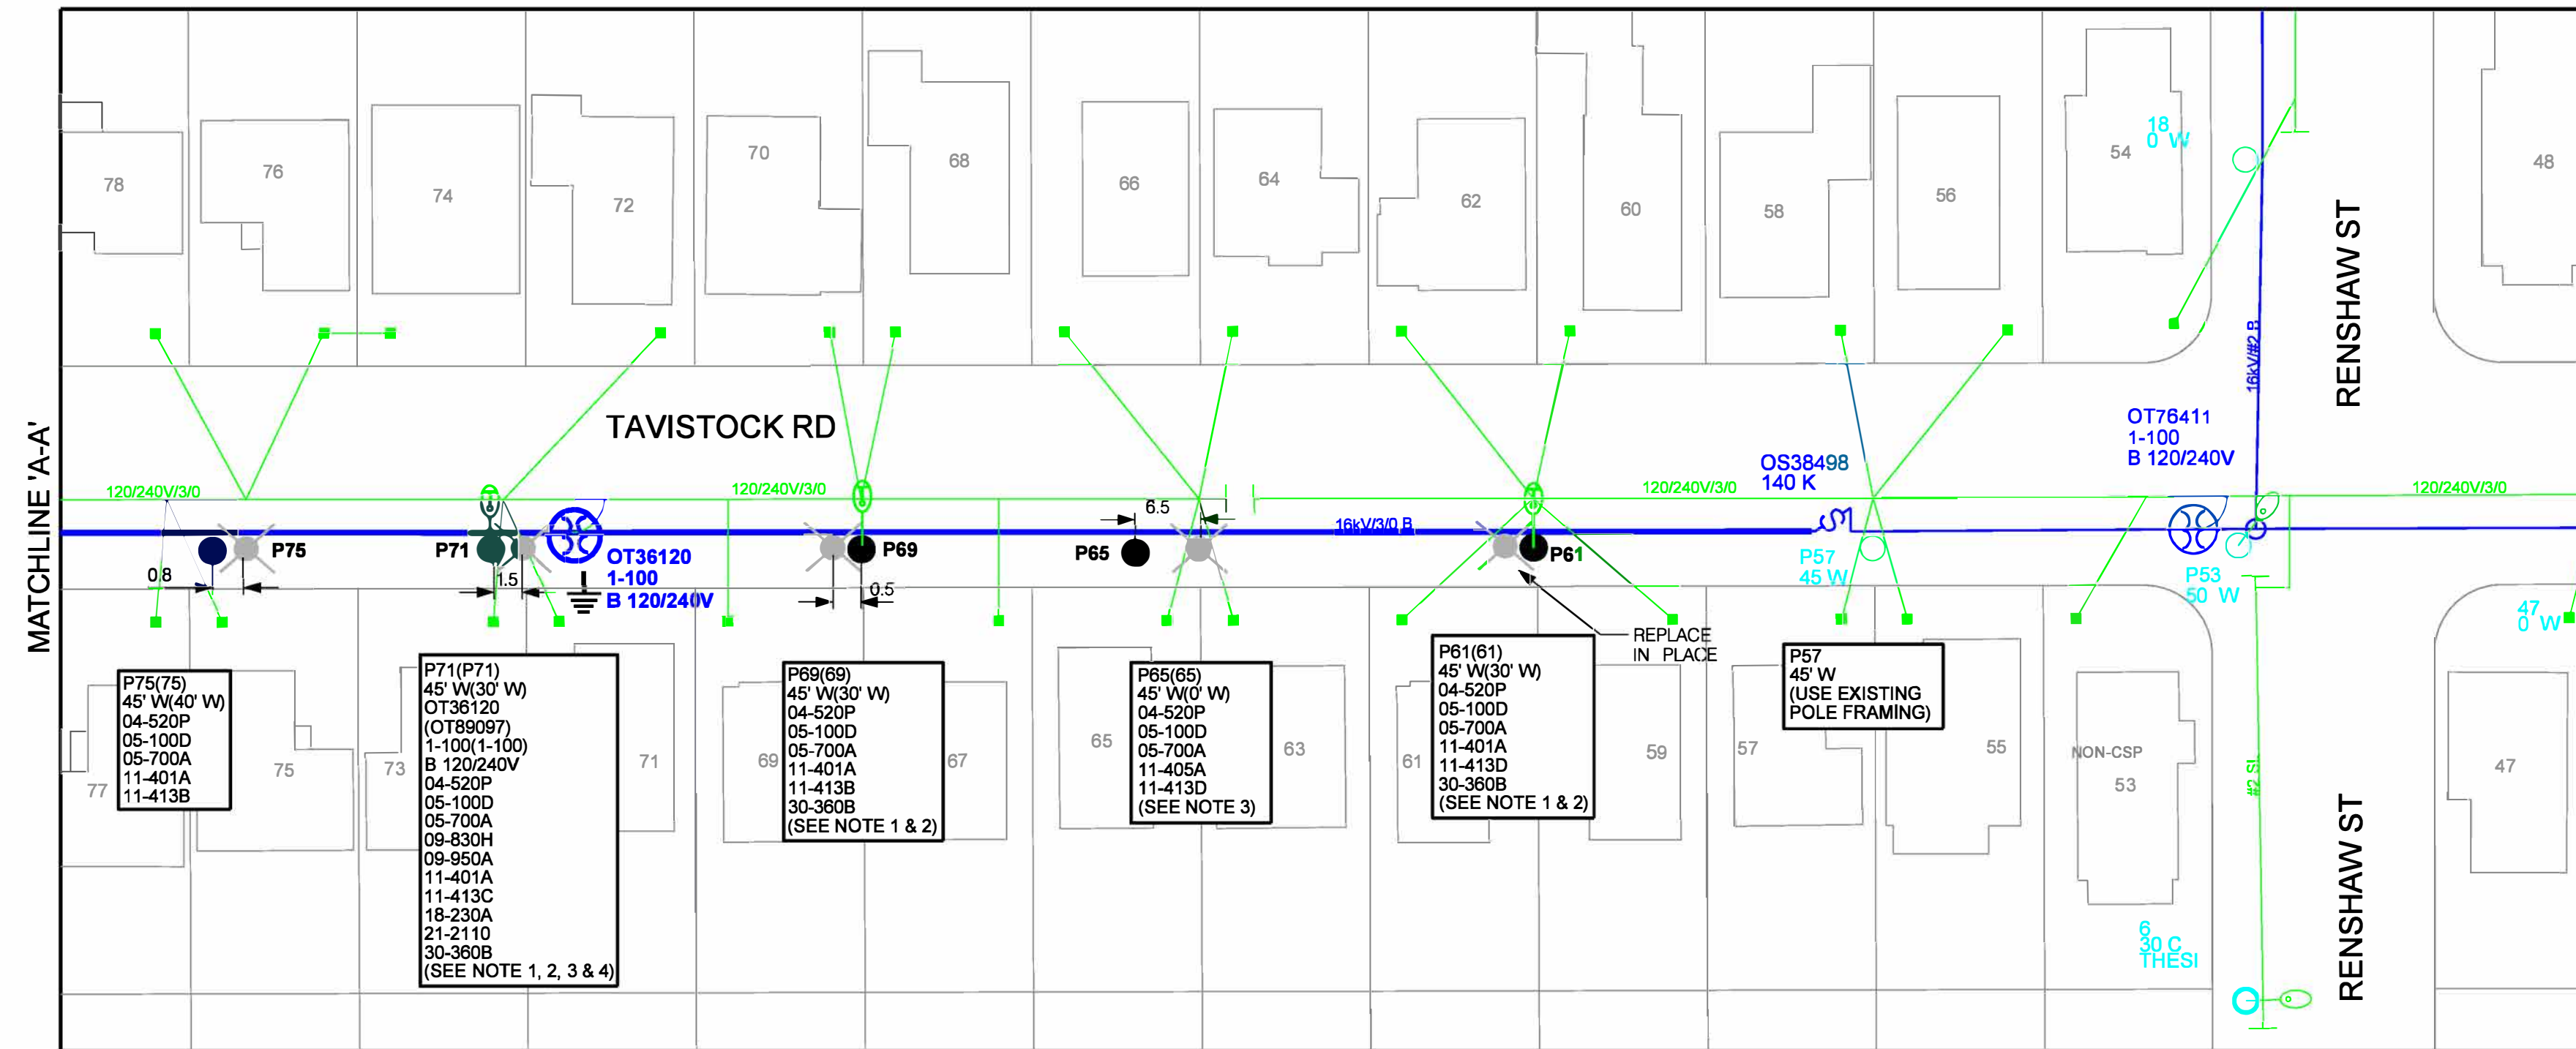 78
76
74
72
70
68
66
64
62
60
58
56
54
18
0 W
48
RENSHAW ST
16kV/#2 B
MATCHLINE 'A-A'
TAVISTOCK RD
120/240V/3/0
120/240V/3/0
120/240V/3/0
120/240V/3/0
OS38498
140 K
OT76411
1-100
B 120/240V
6.5
16kV/3/0 B
P75
P71
P69
P65
P61
OT36120
1-100
B 120/240V
0.8
1.5
0.5
P57
45 W
P53
50 W
47
0 W
REPLACE
IN PLACE
P75(75)
45' W(40' W)
04-520P
05-100D
05-700A
11-401A
11-413B
P71(P71)
45' W(30' W)
OT36120
(OT89097)
1-100(1-100)
B 120/240V
04-520P
05-100D
05-700A
09-830H
09-950A
11-401A
11-413C
18-230A
21-2110
30-360B
(SEE NOTE 1, 2, 3 & 4)
P69(69)
45' W(30' W)
04-520P
05-100D
05-700A
11-401A
11-413B
30-360B
(SEE NOTE 1 & 2)
P65(65)
45' W(0' W)
04-520P
05-100D
05-700A
11-405A
11-413D
(SEE NOTE 3)
P61(61)
45' W(30' W)
04-520P
05-100D
05-700A
11-401A
11-413D
30-360B
(SEE NOTE 1 & 2)
P57
45' W
(USE EXISTING
POLE FRAMING)
77
75
73
71
69
67
65
63
61
59
57
55
NON-CSP
53
47
#2 SL
RENSHAW ST
6
30 C
THESI